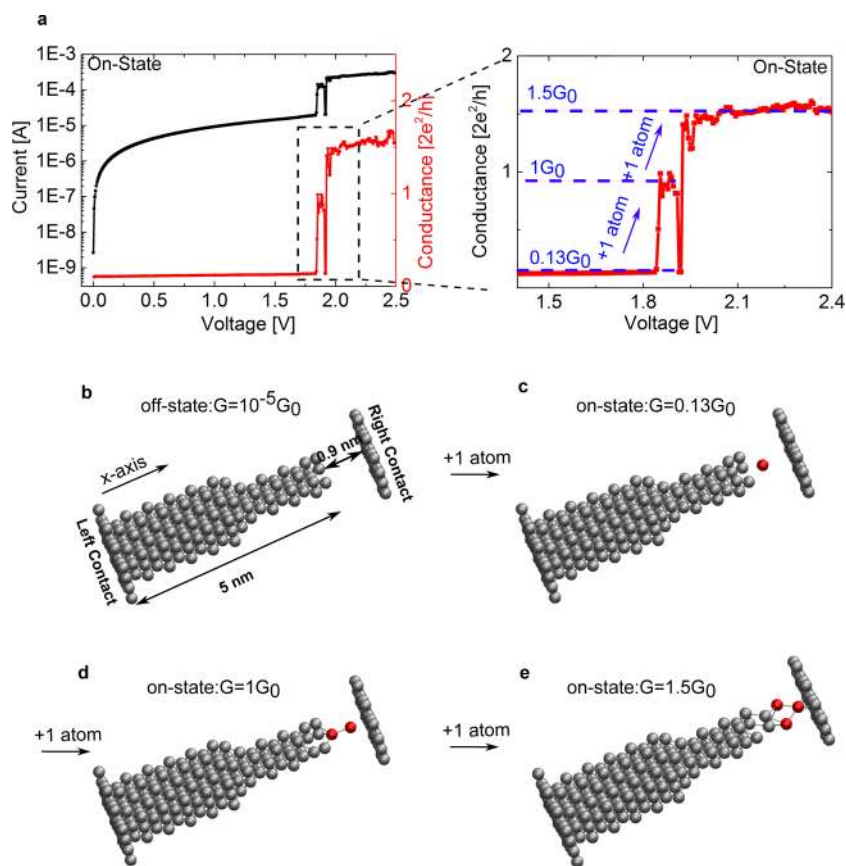 a
On-State
1E-3
1E-4
1E-5
1E-6
1E-7
1E-8
1E-9
Current [A]
0.0 0.5 1.0 1.5 2.0 2.5
Voltage [V]
2
1
0
Conductance [2e²/h]
On-State
2
1
Conductance [2e²/h]
1.5G₀
1G₀
0.13G₀
+1 atom
+1 atom
1.5 1.8 2.1 2.4
Voltage [V]
b
off-state:G=10⁻⁵G₀
x-axis
0.9 nm
Right Contact
Left Contact
5 nm
c
on-state:G=0.13G₀
+1 atom
d
on-state:G=1G₀
+1 atom
e
on-state:G=1.5G₀
+1 atom